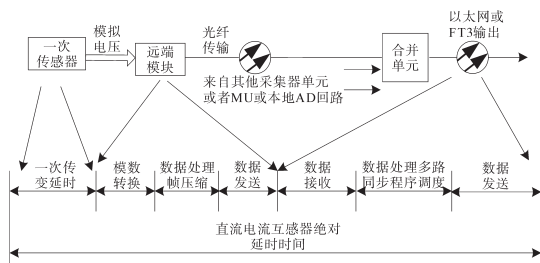 一次
传感器
模拟
电压
远端
模块
光纤
传输
来自其他采集器单元
或者MU或本地AD回路
合并
单元
以太网或
FT3输出
一次传
变延时
模数
转换
数据处理
帧压缩
数据
发送
数据
接收
数据处理多路
同步程序调度
数据
发送
直流电流互感器绝对
延时时间